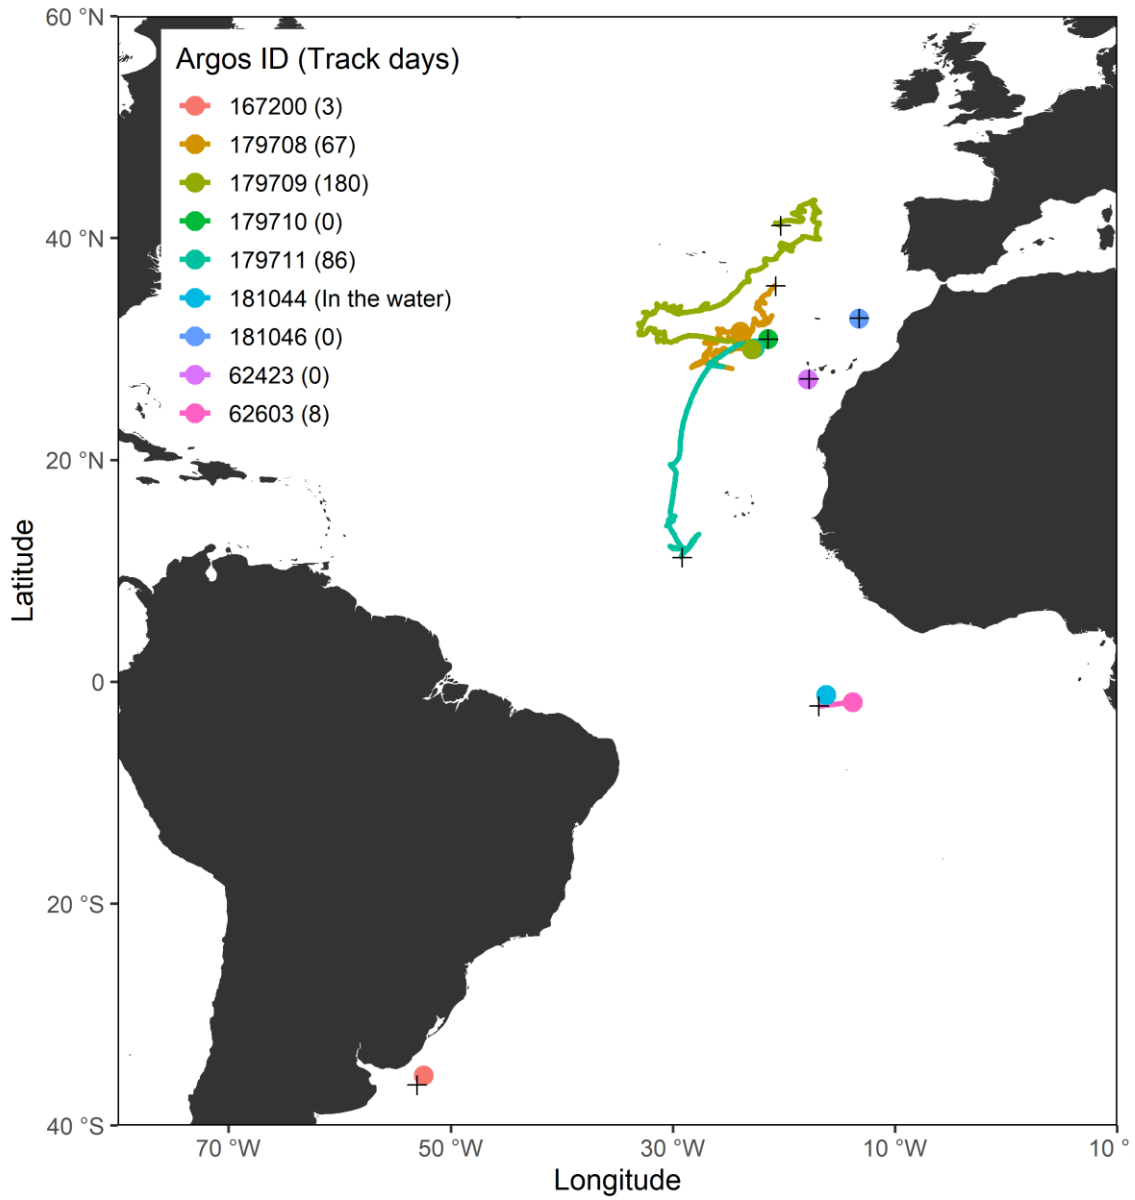 60 °N
Argos ID (Track days)
167200 (3)
179708 (67)
179709 (180)
179710 (0)
179711 (86)
181044 (In the water)
181046 (0)
62423 (0)
62603 (8)
40 °N
20 °N
0
20 °S
40 °S
Latitude
70 °W
50 °W
30 °W
10 °W
10 °
Longitude